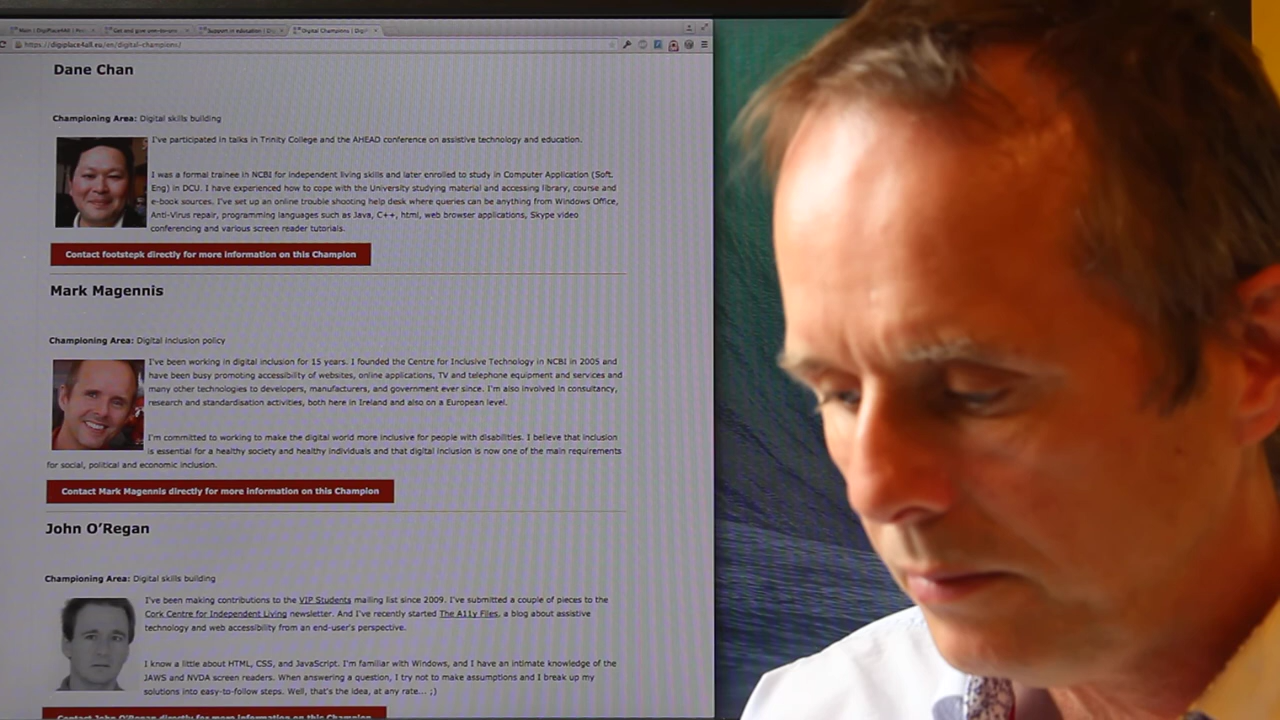 Main | DigiPlace4All |
Get and give one-to-one
Support in education | Dig
Digital Champions | DigiP
https://digiplace4all.eu/en/digital-champions/
Dane Chan
Championing Area: Digital skills building
I've participated in talks in Trinity College and the AHEAD conference on assistive technology and education.
I was a formal trainee in NCBI for independent living skills and later enrolled to study in Computer Application (Soft.
Eng) in DCU. I have experienced how to cope with the University studying material and accessing library, course and
e-book sources. I've set up an online trouble shooting help desk where queries can be anything from Windows Office,
Anti-Virus repair, programming languages such as Java, C++, html, web browser applications, Skype video
conferencing and various screen reader tutorials.
Contact footstepk directly for more information on this Champion
Mark Magennis
Championing Area: Digital inclusion policy
I've been working in digital inclusion for 15 years. I founded the Centre for Inclusive Technology in NCBI in 2005 and
have been busy promoting accessibility of websites, online applications, TV and telephone equipment and services and
many other technologies to developers, manufacturers, and government ever since. I'm also involved in consultancy,
research and standardisation activities, both here in Ireland and also on a European level.
I'm committed to working to make the digital world more inclusive for people with disabilities. I believe that inclusion
is essential for a healthy society and healthy individuals and that digital inclusion is now one of the main requirements
for social, political and economic inclusion.
Contact Mark Magennis directly for more information on this Champion
John O'Regan
Championing Area: Digital skills building
I've been making contributions to the VIP Students mailing list since 2009. I've submitted a couple of pieces to the
Cork Centre for Independent Living newsletter. And I've recently started The A11y Files, a blog about assistive
technology and web accessibility from an end-user's perspective.
I know a little about HTML, CSS, and JavaScript. I'm familiar with Windows, and I have an intimate knowledge of the
JAWS and NVDA screen readers. When answering a question, I try not to make assumptions and I break up my
solutions into easy-to-follow steps. Well, that's the idea, at any rate... ;)
Contact John O'Regan directly for more information on this Champion